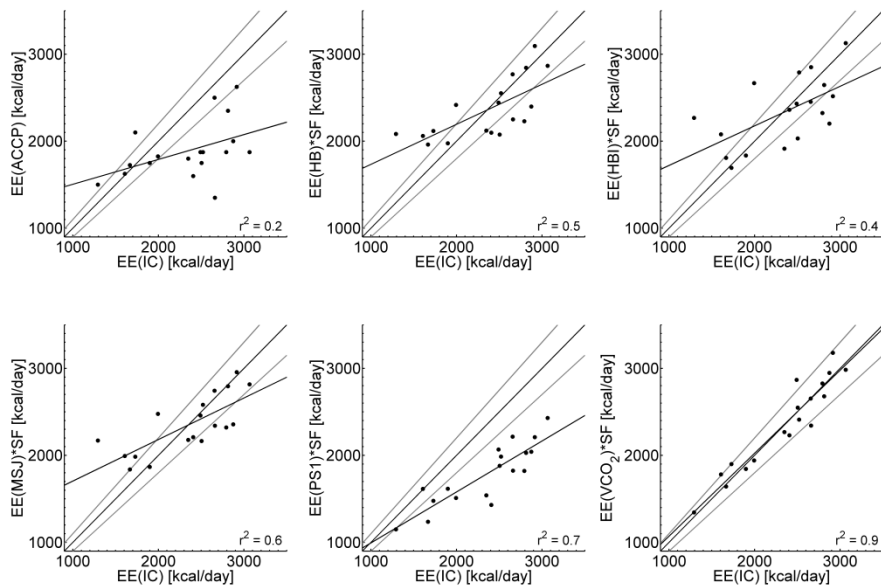 EE(ACCP) [kcal/day]
3000
2000
1000
1000 2000 3000
EE(IC) [kcal/day]
r² = 0.2
EE(HB)*SF [kcal/day]
3000
2000
1000
1000 2000 3000
EE(IC) [kcal/day]
r² = 0.5
EE(HBI)*SF [kcal/day]
3000
2000
1000
1000 2000 3000
EE(IC) [kcal/day]
r² = 0.4
EE(MSJ)*SF [kcal/day]
3000
2000
1000
1000 2000 3000
EE(IC) [kcal/day]
r² = 0.6
EE(PS1)*SF [kcal/day]
3000
2000
1000
1000 2000 3000
EE(IC) [kcal/day]
r² = 0.7
EE(VCO₂)*SF [kcal/day]
3000
2000
1000
1000 2000 3000
EE(IC) [kcal/day]
r² = 0.9